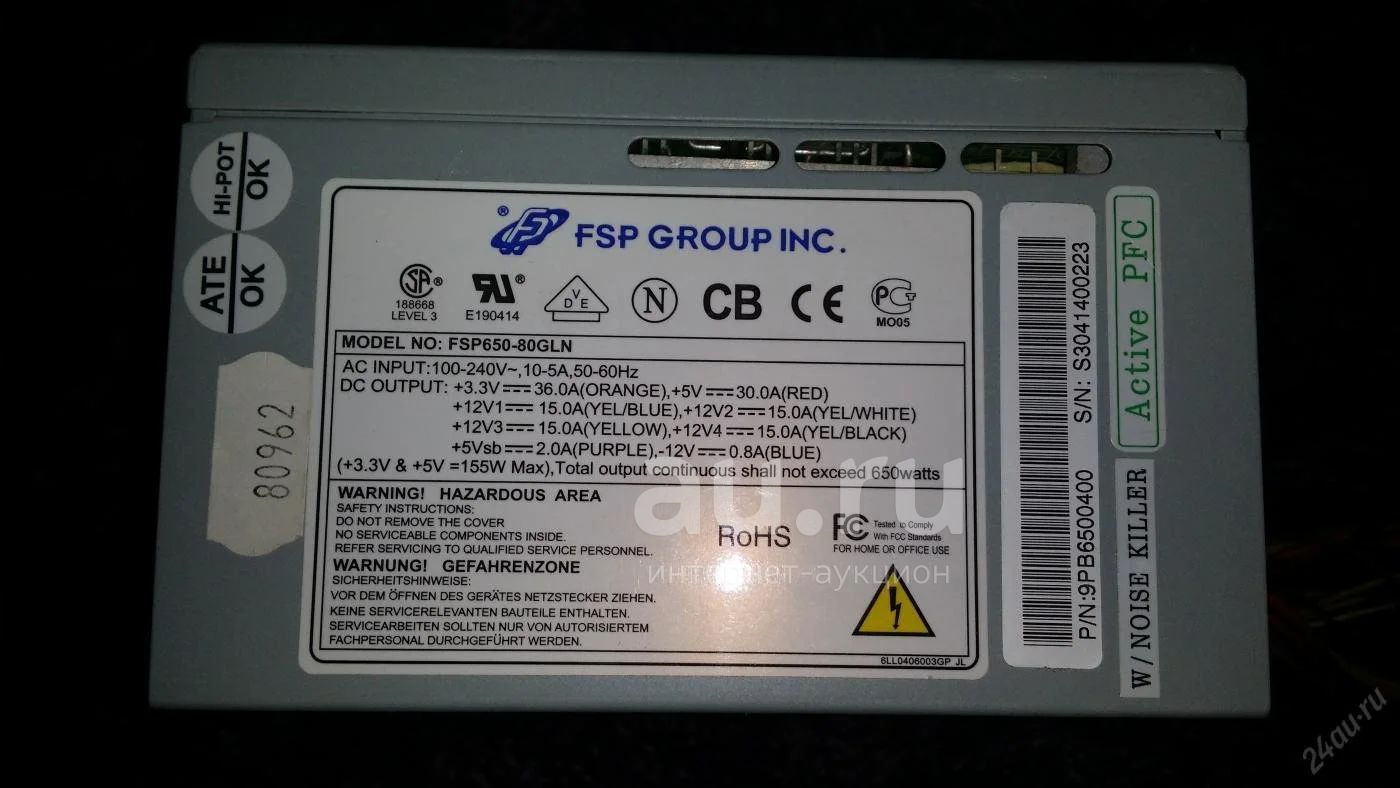 HI-POT
OK
ATE
OK
80962
® FSP GROUP INC.
SA ®
188668
LEVEL 3
RU ®
E190414
VDE
N
CB
CE
PCT
MO05
MODEL NO: FSP650-80GLN
AC INPUT:100-240V~,10-5A,50-60Hz
DC OUTPUT: +3.3V⎓36.0A(ORANGE),+5V⎓30.0A(RED)
+12V1⎓15.0A(YEL/BLUE),+12V2⎓15.0A(YEL/WHITE)
+12V3⎓15.0A(YELLOW),+12V4⎓15.0A(YEL/BLACK)
+5Vsb⎓2.0A(PURPLE),-12V⎓0.8A(BLUE)
(+3.3V & +5V =155W Max),Total output continuous shall not exceed 650watts
WARNING! HAZARDOUS AREA
SAFETY INSTRUCTIONS:
DO NOT REMOVE THE COVER
NO SERVICEABLE COMPONENTS INSIDE.
REFER SERVICING TO QUALIFIED SERVICE PERSONNEL.
WARNUNG! GEFAHRENZONE
SICHERHEITSHINWEISE:
VOR DEM ÖFFNEN DES GERÄTES NETZSTECKER ZIEHEN.
KEINE SERVICERELEVANTEN BAUTEILE ENTHALTEN.
SERVICEARBEITEN SOLLTEN NUR VON AUTORISIERTEM
FACHPERSONAL DURCHGEFÜHRT WERDEN.
RoHS
FC Tested to Comply
With FCC Standards
FOR HOME OR OFFICE USE
6LL0406003GP JL
S/N: S3041400223
P/N:9PB6500400
Active PFC
W/NOISE KILLER
au.ru
интернет-аукцион
24au.ru